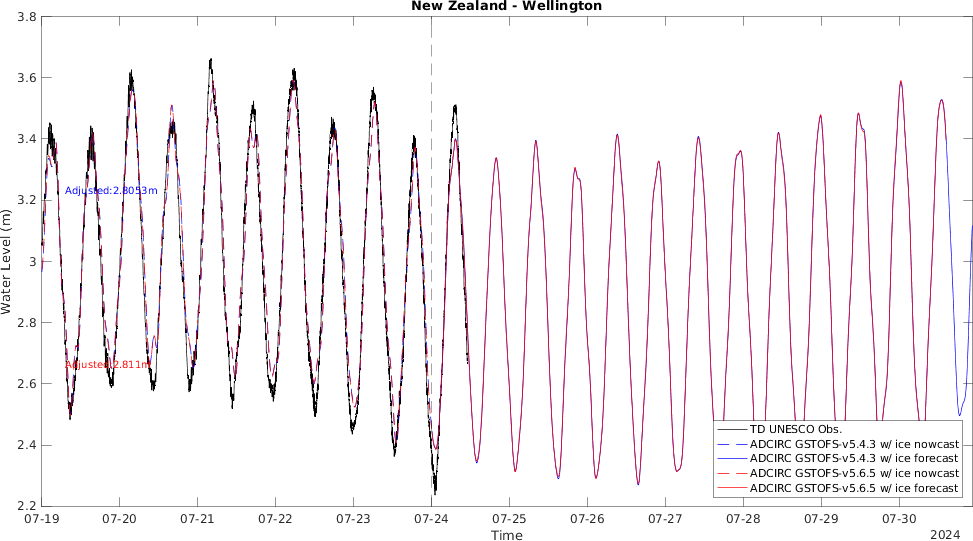 New Zealand - Wellington
3.8
3.6
3.4
3.2
3
2.8
2.6
2.4
2.2
Water Level (m)
Adjusted:2.8053m
Adjusted:2.811m
TD UNESCO Obs.
ADCIRC GSTOFS-v5.4.3 w/ ice nowcast
ADCIRC GSTOFS-v5.4.3 w/ ice forecast
ADCIRC GSTOFS-v5.6.5 w/ ice nowcast
ADCIRC GSTOFS-v5.6.5 w/ ice forecast
07-19 07-20 07-21 07-22 07-23 07-24 07-25 07-26 07-27 07-28 07-29 07-30
Time
2024